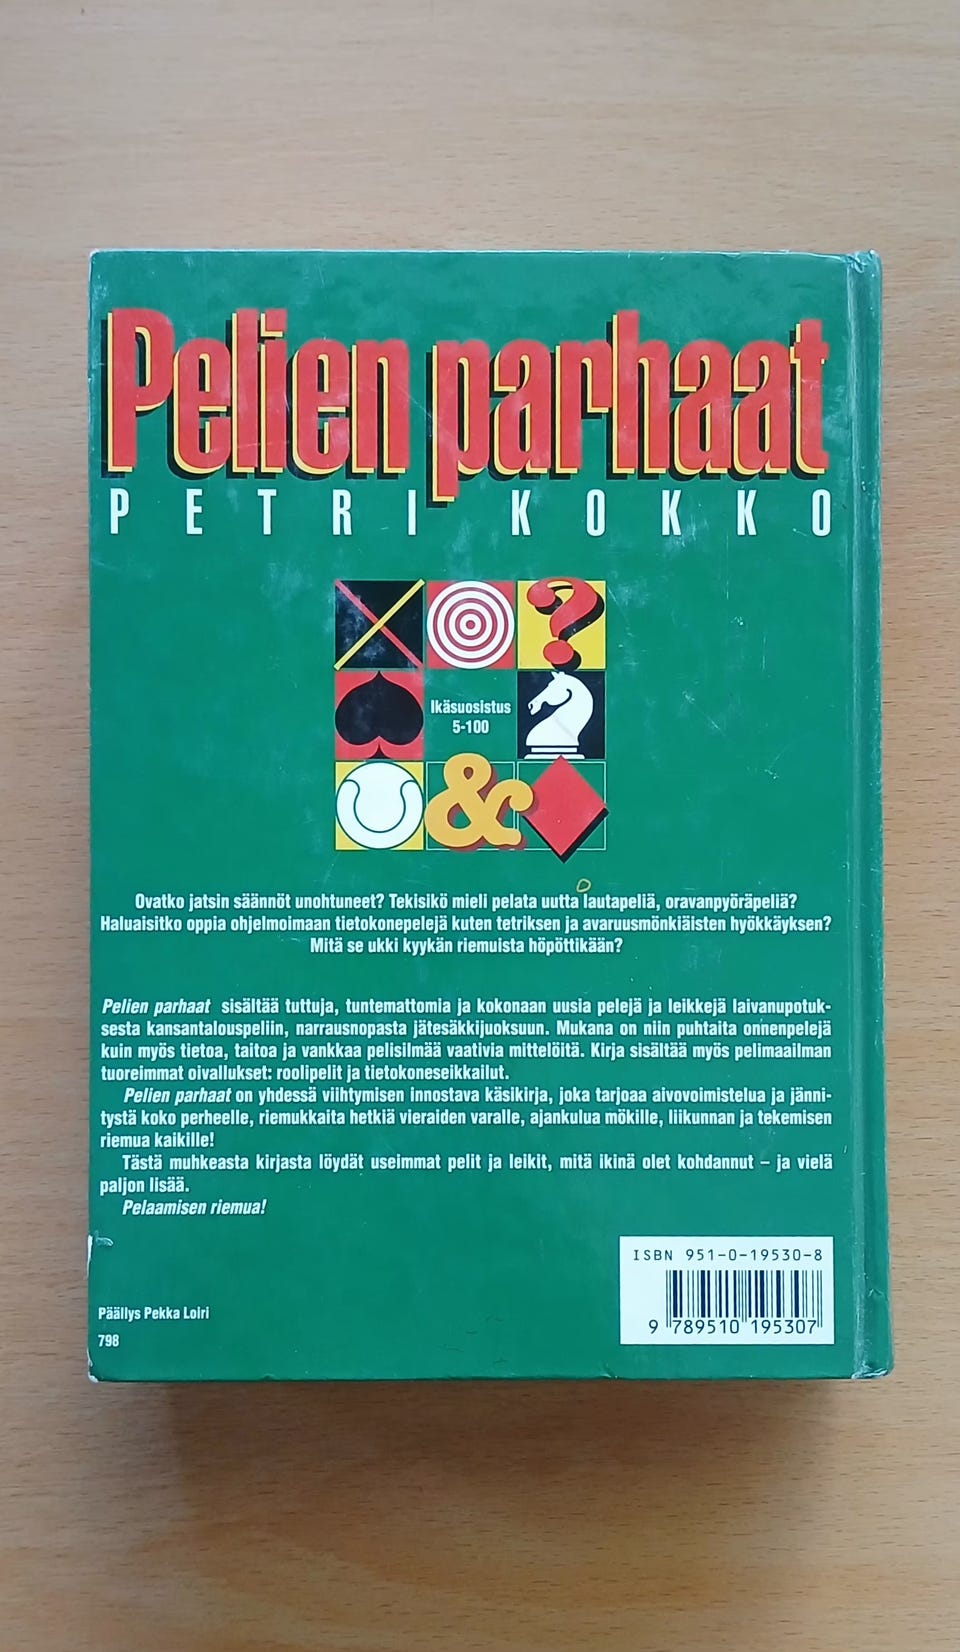 Pelien parhaat
PETRI KOKKO
?
Ikäsuosistus
5-100
&
Ovatko jatsin säännöt unohtuneet? Tekisikö mieli pelata uutta lautapeliä, oravanpyöräpeliä?
Haluaisitko oppia ohjelmoimaan tietokonepelejä kuten tetriksen ja avaruusmönkiäisten hyökkäyksen?
Mitä se ukki kyykän riemuista höpöttikään?
Pelien parhaat sisältää tuttuja, tuntemattomia ja kokonaan uusia pelejä ja leikkejä laivanupotuk-
sesta kansantalouspeliin, narrausnopasta jätesäkkijuoksuun. Mukana on niin puhtaita onnenpelejä
kuin myös tietoa, taitoa ja vankkaa pelisilmää vaativia mittelöitä. Kirja sisältää myös pelimaailman
tuoreimmat oivallukset: roolipelit ja tietokoneseikkailut.
Pelien parhaat on yhdessä viihtymisen innostava käsikirja, joka tarjoaa aivovoimistelua ja jänni-
tystä koko perheelle, riemukkaita hetkiä vieraiden varalle, ajankulua mökille, liikunnan ja tekemisen
riemua kaikille!
Tästä muhkeasta kirjasta löydät useimmat pelit ja leikit, mitä ikinä olet kohdannut – ja vielä
paljon lisää.
Pelaamisen riemua!
ISBN 951-0-19530-8
9 789510 195307
Päällys Pekka Loiri
798